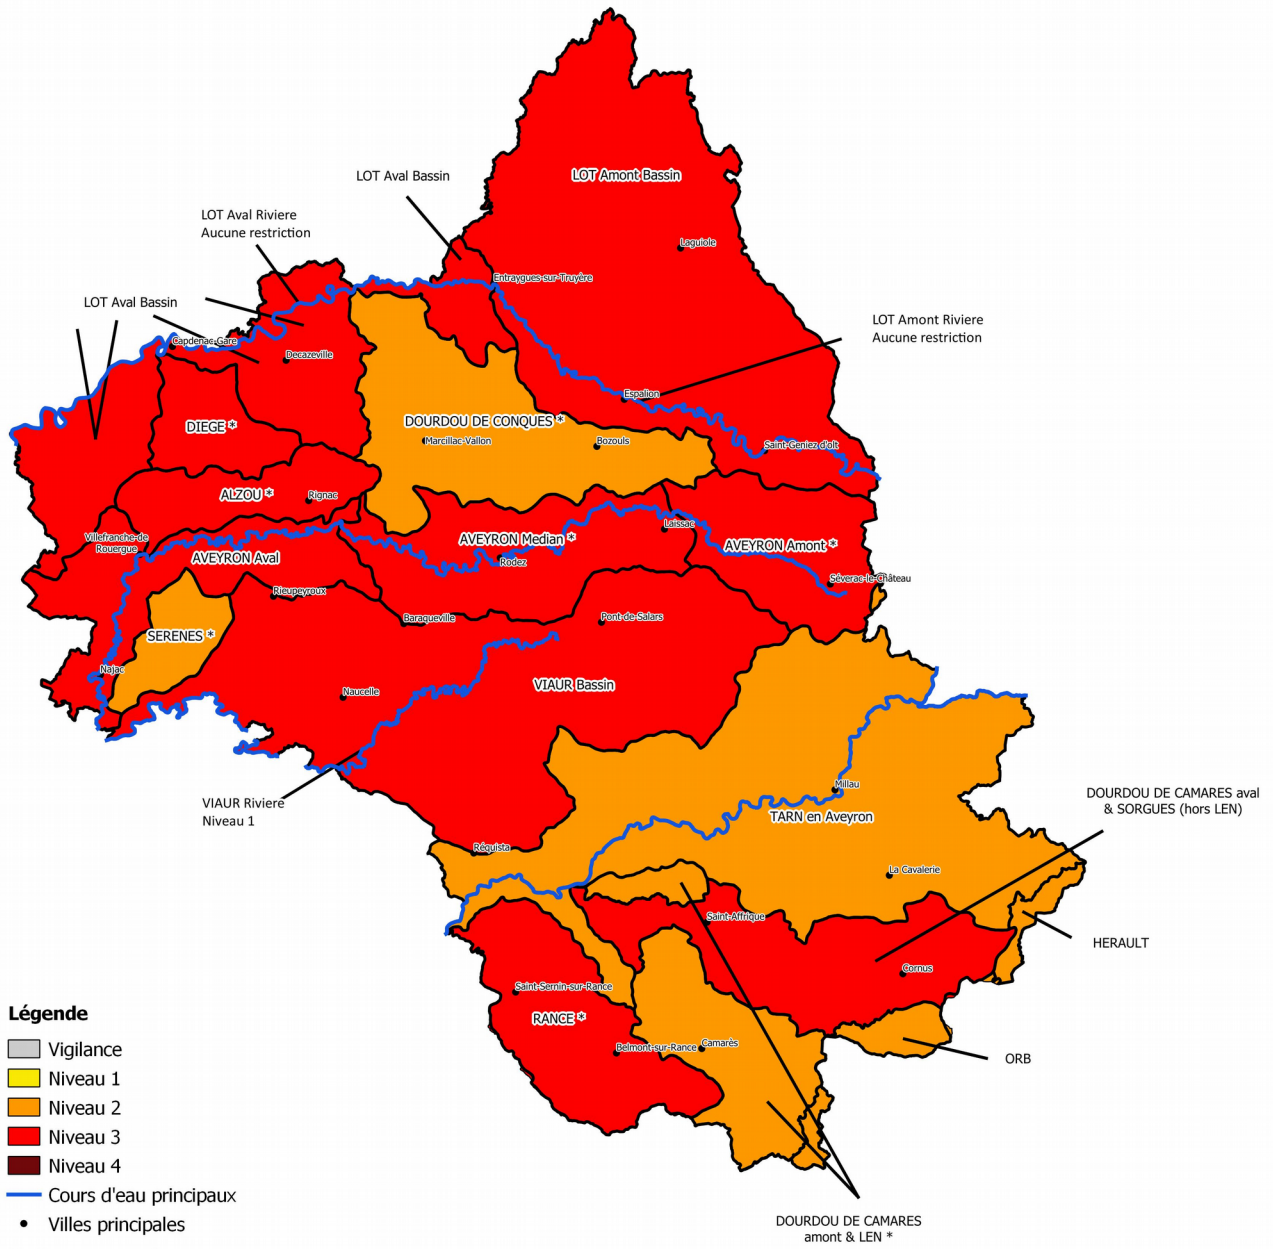 LOT Aval Bassin
LOT Amont Bassin
LOT Aval Riviere
Aucune restriction
Laguiole
Entraygues-sur-Truyère
LOT Aval Bassin
LOT Amont Riviere
Aucune restriction
Capdenac-Gare
Decazeville
Espalion
DIEGE *
DOURDOU DE CONQUES *
Marcillac-Vallon
Bozouls
Saint-Geniez d'olt
ALZOU *
Rignac
Villefranche-de
Rouergue
AVEYRON Aval
AVEYRON Median *
Rodez
Laissac
AVEYRON Amont *
Séverac-le-Château
Rieupeyroux
Baraqueville
Pont-de-Salars
SERENES *
Najac
Naucelle
VIAUR Bassin
VIAUR Riviere
Niveau 1
Millau
TARN en Aveyron
DOURDOU DE CAMARES aval
& SORGUES (hors LEN)
Réquista
La Cavalerie
Saint-Affrique
HERAULT
Cornus
Saint-Sernin-sur-Rance
RANCE *
Belmont-sur-Rance
Camarès
ORB
DOURDOU DE CAMARES
amont & LEN *
Légende
Vigilance
Niveau 1
Niveau 2
Niveau 3
Niveau 4
Cours d'eau principaux
Villes principales